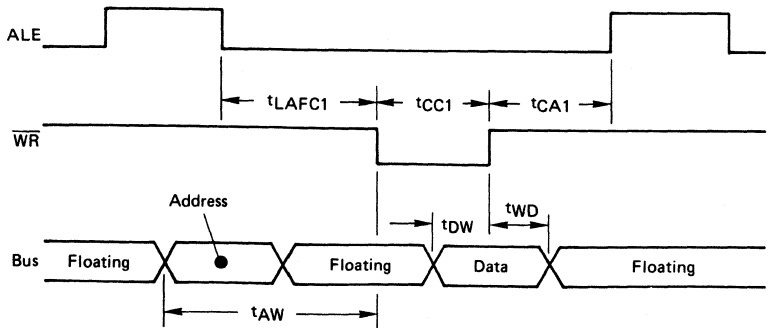 ALE
tLAFC1 tCC1 tCA1
WR
Address
tDW tWD
Bus Floating Floating Data Floating
tAW